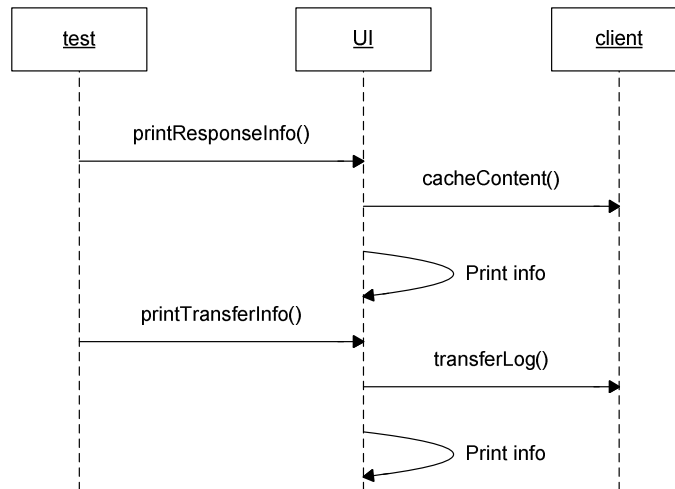 test
UI
client
printResponseInfo()
cacheContent()
Print info
printTransferInfo()
transferLog()
Print info